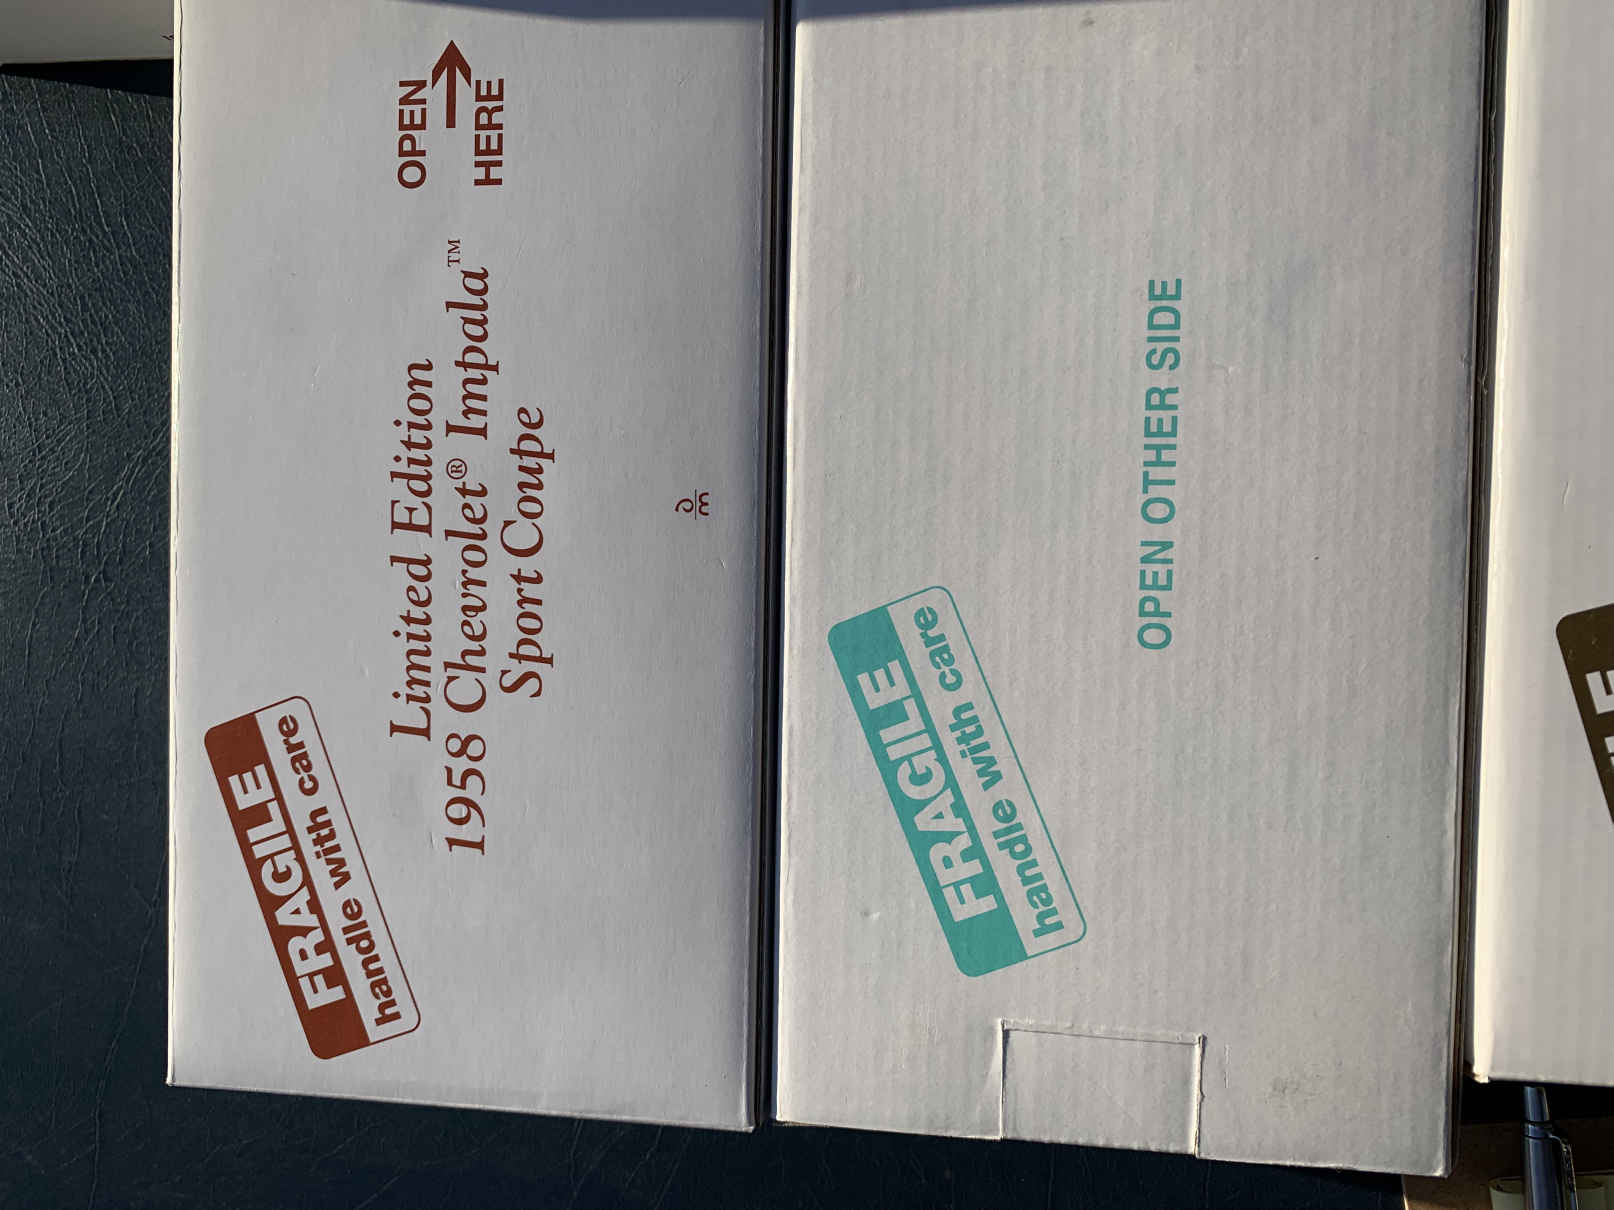 OPEN
HERE
Limited Edition
1958 Chevrolet® Impala™
Sport Coupe
FRAGILE
handle with care
FRAGILE
handle with care
OPEN OTHER SIDE